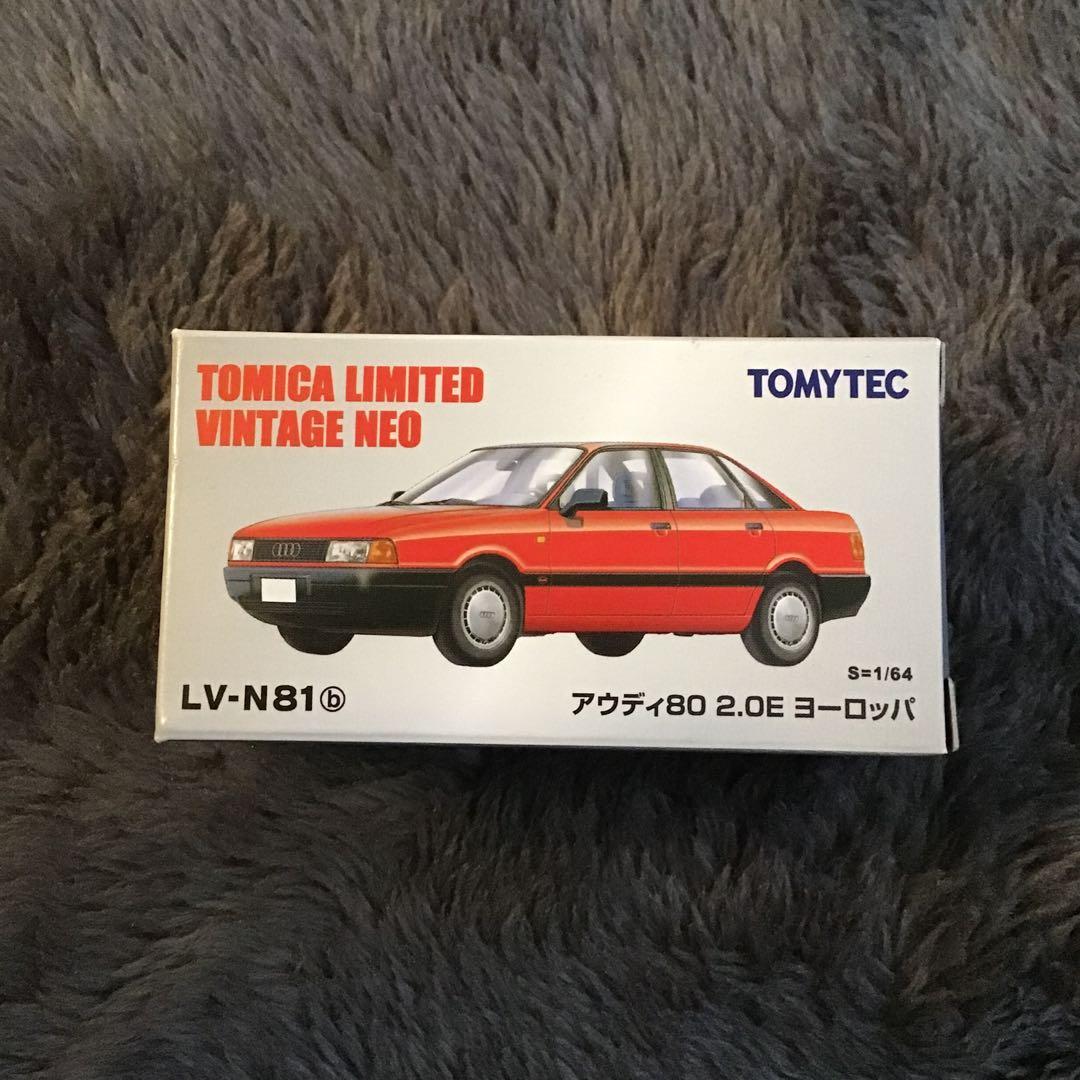 TOMICA LIMITED
VINTAGE NEO
TOMYTEC
S=1/64
LV-N81ⓑ
アウディ80 2.0E ヨーロッパ